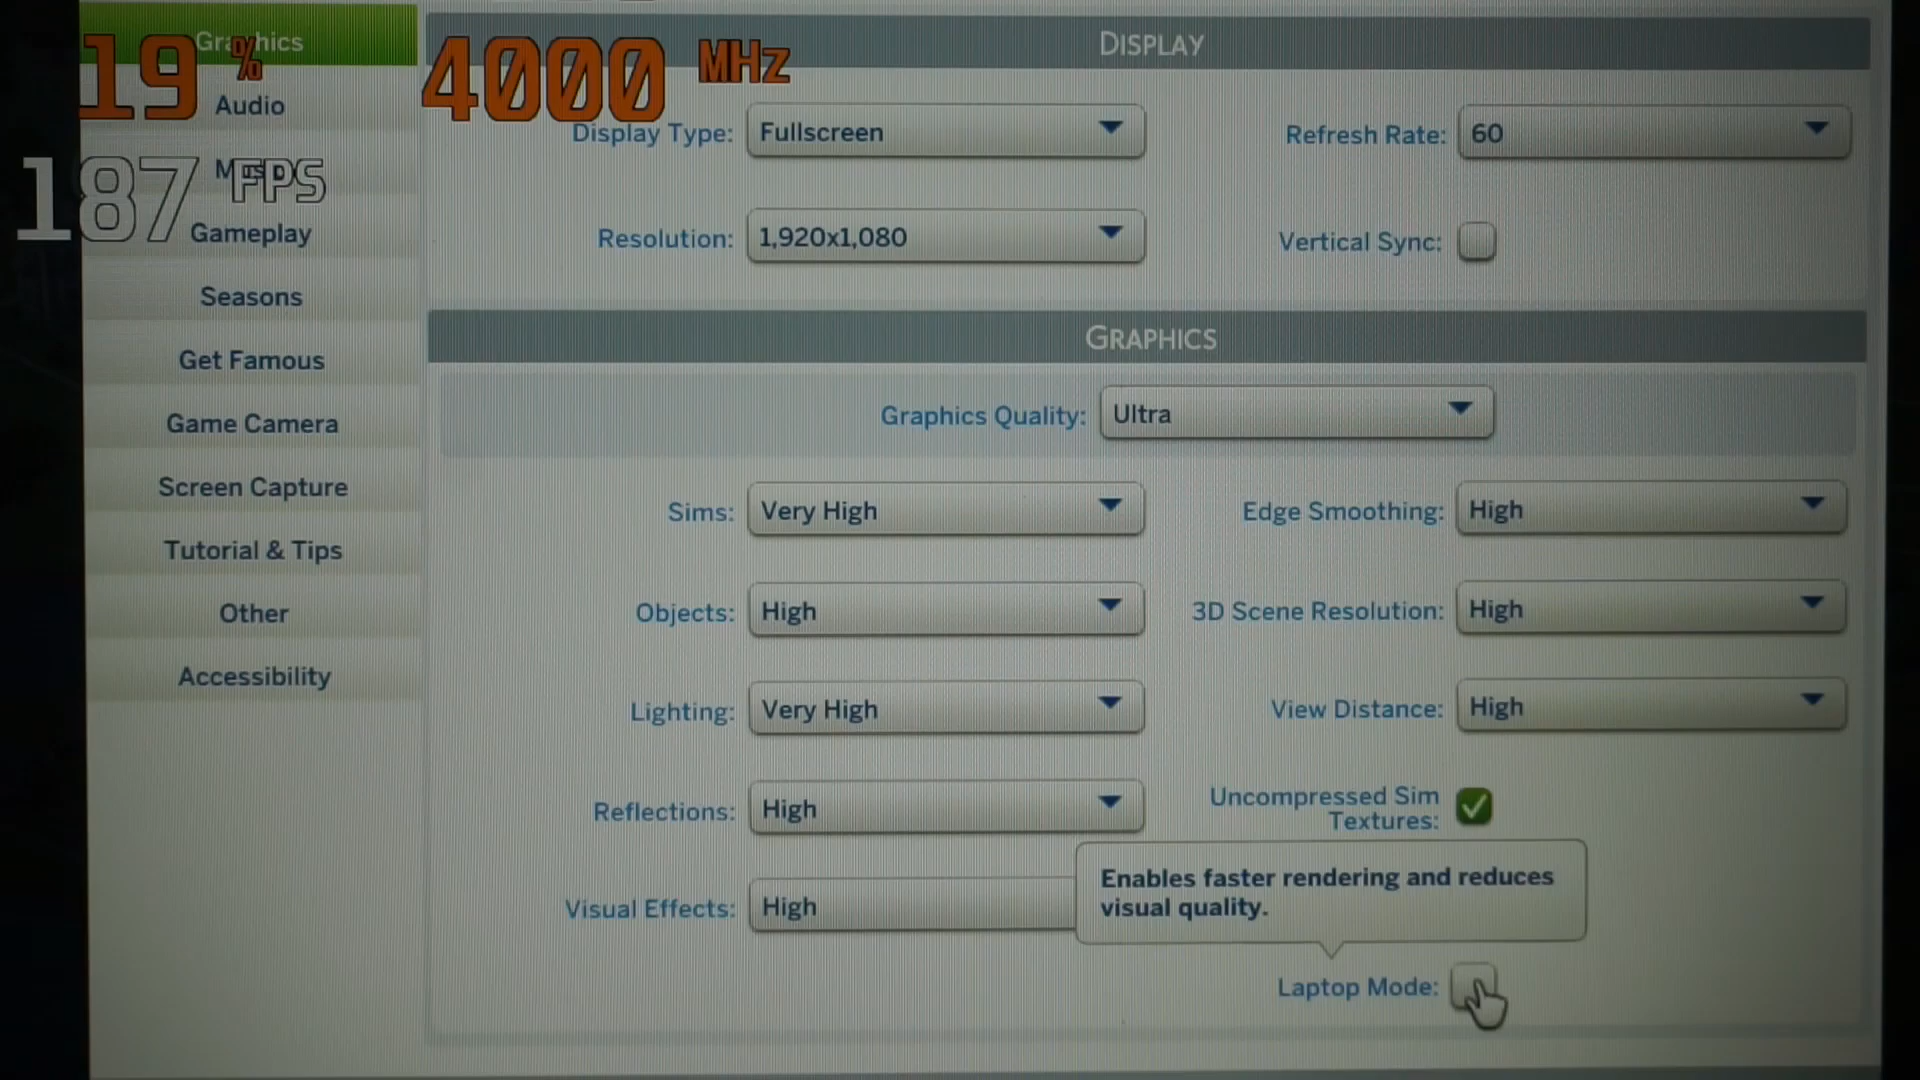 Graphics
19 %
4000 MHz
DISPLAY
Audio
Display Type: Fullscreen
Refresh Rate: 60
187 FPS
Gameplay
Resolution: 1,920x1,080
Vertical Sync:
Seasons
GRAPHICS
Get Famous
Graphics Quality: Ultra
Game Camera
Screen Capture
Sims: Very High
Edge Smoothing: High
Tutorial & Tips
Other
Objects: High
3D Scene Resolution: High
Accessibility
Lighting: Very High
View Distance: High
Reflections: High
Uncompressed Sim
Textures:
Enables faster rendering and reduces
visual quality.
Visual Effects: High
Laptop Mode: